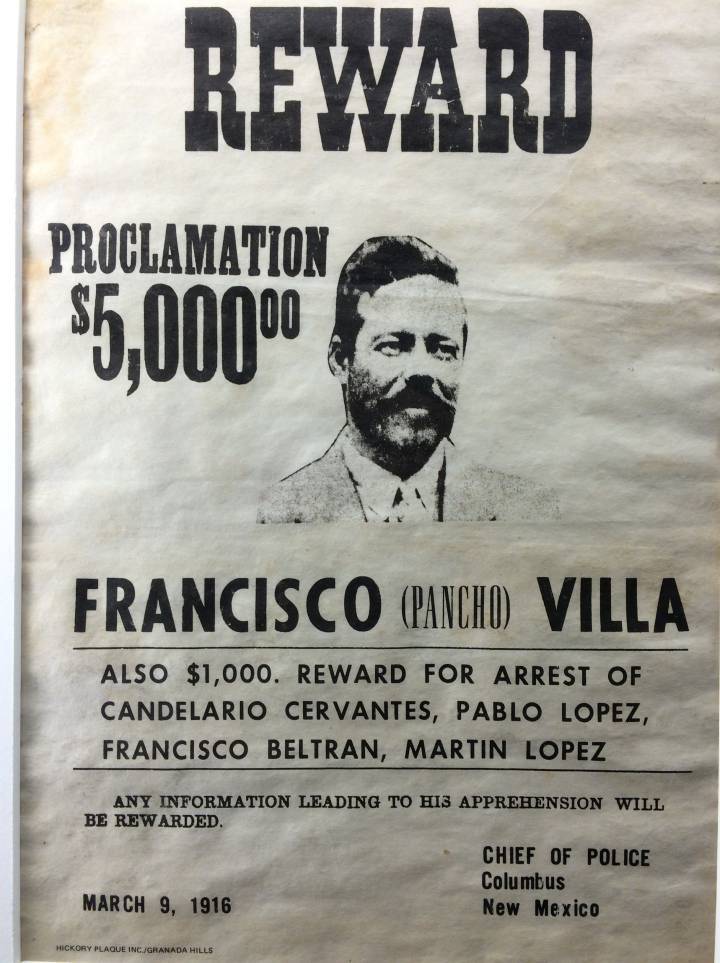 REWARD
PROCLAMATION
$5,00000
FRANCISCO (PANCHO) VILLA
ALSO $1,000. REWARD FOR ARREST OF
CANDELARIO CERVANTES, PABLO LOPEZ,
FRANCISCO BELTRAN, MARTIN LOPEZ
ANY INFORMATION LEADING TO HIS APPREHENSION WILL
BE REWARDED.
CHIEF OF POLICE
Columbus
New Mexico
MARCH 9, 1916
HICKORY PLAQUE INC./GRANADA HILLS